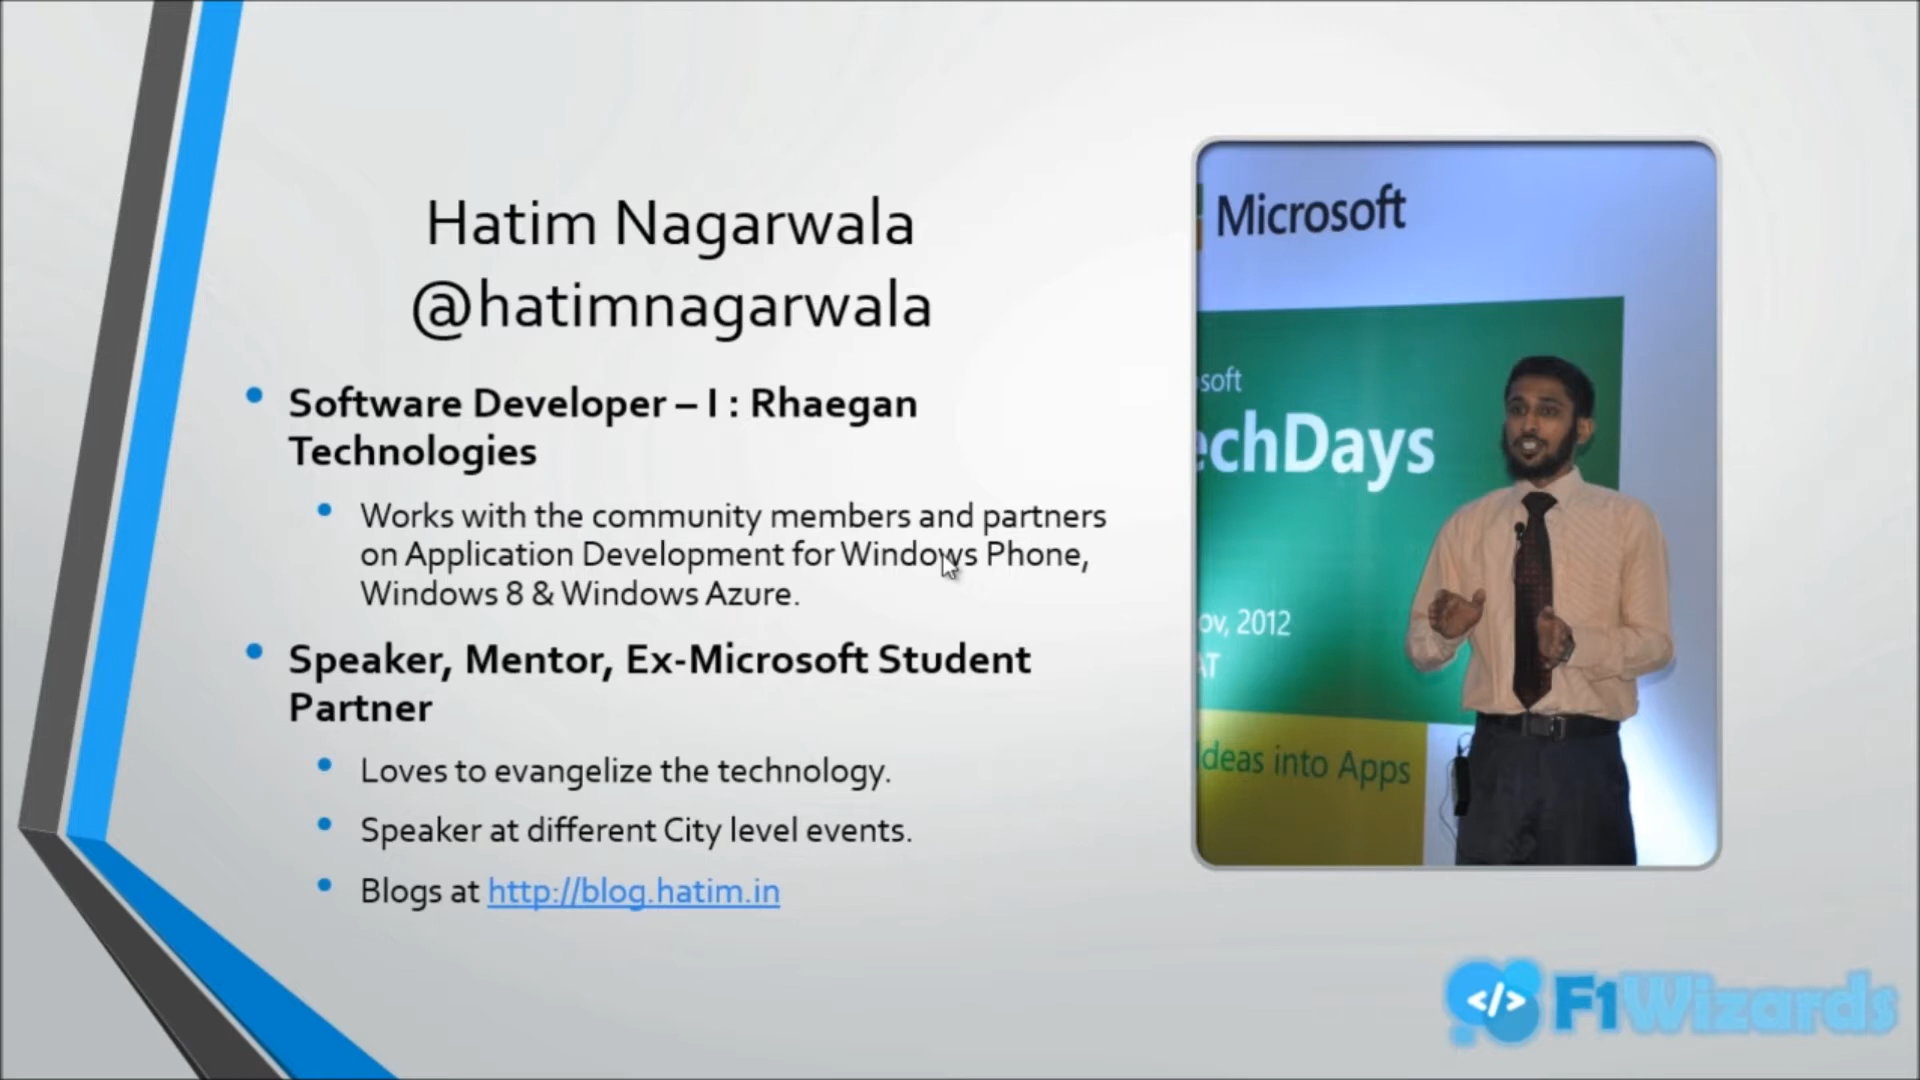 Hatim Nagarwala
@hatimnagarwala
Software Developer – I : Rhaegan
Technologies
Works with the community members and partners
on Application Development for Windows Phone,
Windows 8 & Windows Azure.
Speaker, Mentor, Ex-Microsoft Student
Partner
Loves to evangelize the technology.
Speaker at different City level events.
Blogs at http://blog.hatim.in
Microsoft
soft
echDays
ov, 2012
AT
Ideas into Apps
</> F1Wizards